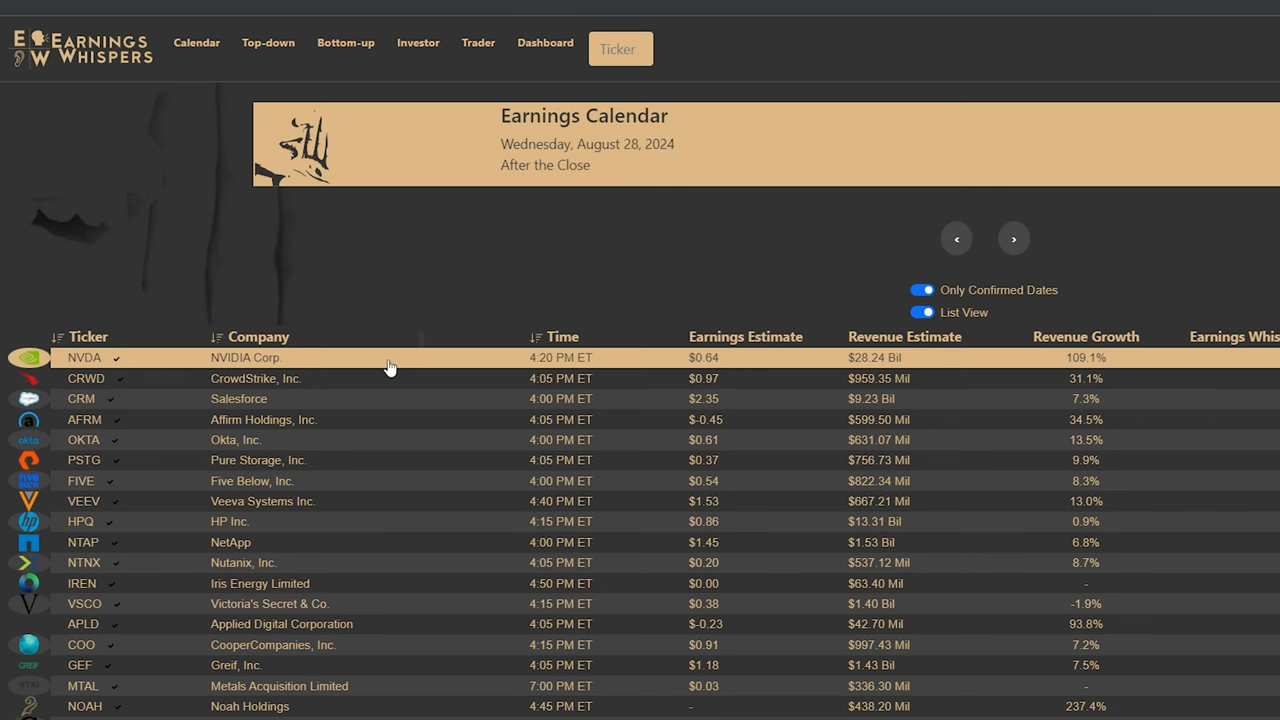 EARNINGS WHISPERS
Calendar Top-down Bottom-up Investor Trader Dashboard Ticker
Earnings Calendar
Wednesday, August 28, 2024
After the Close
‹ ›
Only Confirmed Dates
List View
Ticker Company Time Earnings Estimate Revenue Estimate Revenue Growth Earnings Whis
NVDA NVIDIA Corp. 4:20 PM ET $0.64 $28.24 Bil 109.1%
CRWD CrowdStrike, Inc. 4:05 PM ET $0.97 $959.35 Mil 31.1%
CRM Salesforce 4:00 PM ET $2.35 $9.23 Bil 7.3%
AFRM Affirm Holdings, Inc. 4:05 PM ET $-0.45 $599.50 Mil 34.5%
okta OKTA Okta, Inc. 4:00 PM ET $0.61 $631.07 Mil 13.5%
PSTG Pure Storage, Inc. 4:05 PM ET $0.37 $756.73 Mil 9.9%
FIVE Five Below, Inc. 4:00 PM ET $0.54 $822.34 Mil 8.3%
VEEV Veeva Systems Inc. 4:40 PM ET $1.53 $667.21 Mil 13.0%
hp HPQ HP Inc. 4:15 PM ET $0.86 $13.31 Bil 0.9%
NTAP NetApp 4:00 PM ET $1.45 $1.53 Bil 6.8%
NTNX Nutanix, Inc. 4:05 PM ET $0.20 $537.12 Mil 8.7%
IREN Iris Energy Limited 4:50 PM ET $0.00 $63.40 Mil -
VSCO Victoria's Secret & Co. 4:15 PM ET $0.38 $1.40 Bil -1.9%
APLD Applied Digital Corporation 4:05 PM ET $-0.23 $42.70 Mil 93.8%
COO CooperCompanies, Inc. 4:15 PM ET $0.91 $997.43 Mil 7.2%
GREIF GEF Greif, Inc. 4:05 PM ET $1.18 $1.43 Bil 7.5%
MTAL Metals Acquisition Limited 7:00 PM ET $0.03 $336.30 Mil -
NOAH Noah Holdings 4:45 PM ET - $438.20 Mil 237.4%